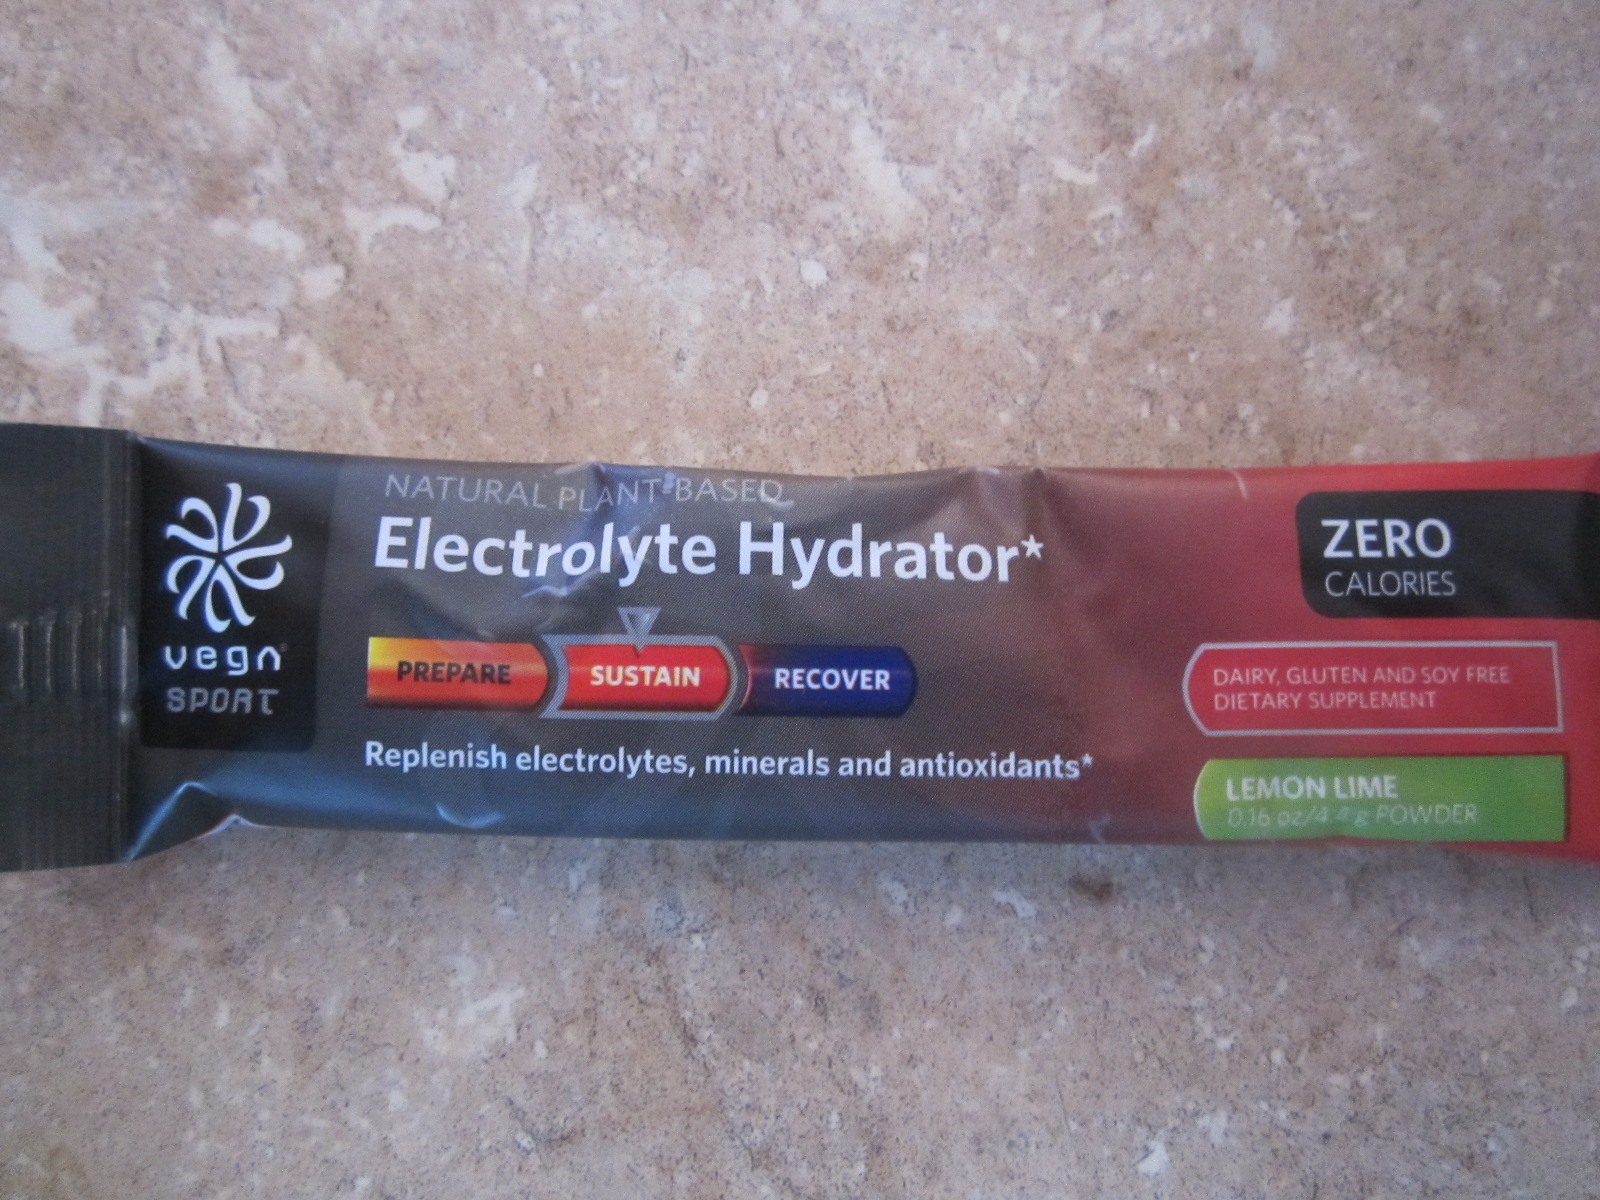 NATURAL PLANT-BASED
Electrolyte Hydrator*
ZERO
CALORIES
vega®
SPORT
PREPARE SUSTAIN RECOVER
DAIRY, GLUTEN AND SOY FREE
DIETARY SUPPLEMENT
Replenish electrolytes, minerals and antioxidants*
LEMON LIME
0.16 oz/4.4 g POWDER